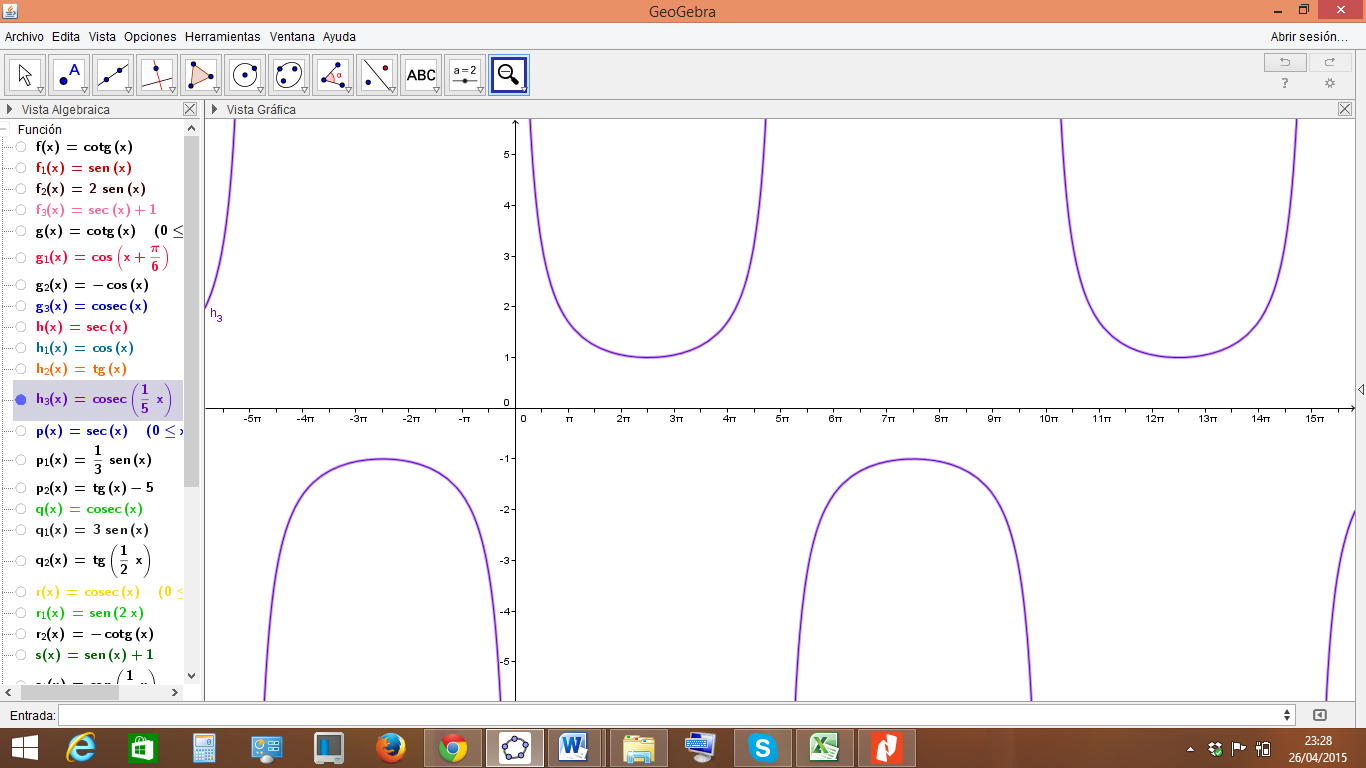 GeoGebra
Archivo Edita Vista Opciones Herramientas Ventana Ayuda Abrir sesión...
A ABC a=2 α
Vista Algebraica
Vista Gráfica
Función
f(x) = cotg (x)
f₁(x) = sen (x)
f₂(x) = 2 sen (x)
f₃(x) = sec (x) + 1
g(x) = cotg (x) (0 ≤
g₁(x) = cos (x + π/6)
g₂(x) = − cos (x)
g₃(x) = cosec (x)
h(x) = sec (x)
h₁(x) = cos (x)
h₂(x) = tg (x)
h₃(x) = cosec (1/5 x)
p(x) = sec (x) (0 ≤ x
p₁(x) = 1/3 sen (x)
p₂(x) = tg (x) − 5
q(x) = cosec (x)
q₁(x) = 3 sen (x)
q₂(x) = tg (1/2 x)
r(x) = cosec (x) (0 ≤
r₁(x) = sen (2 x)
r₂(x) = − cotg (x)
s(x) = sen (x) + 1
5
4
3
2
1
0
-1
-2
-3
-4
-5
h₃
-5π -4π -3π -2π -π 0 π 2π 3π 4π 5π 6π 7π 8π 9π 10π 11π 12π 13π 14π 15π
Entrada:
23:28
26/04/2015